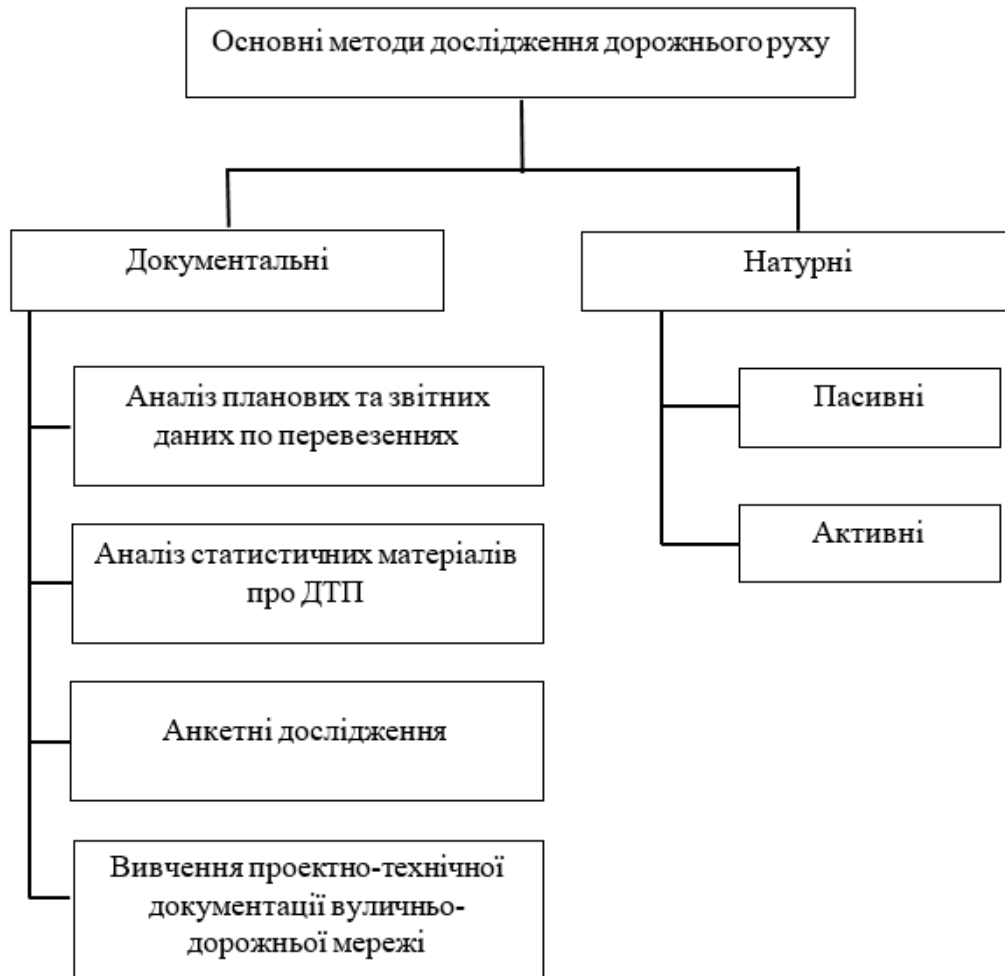 Основні методи дослідження дорожнього руху
Документальні
Натурні
Аналіз планових та звітних
даних по перевезеннях
Пасивні
Аналіз статистичних матеріалів
про ДТП
Активні
Анкетні дослідження
Вивчення проектно-технічної
документації вуличньо-
дорожньої мережі